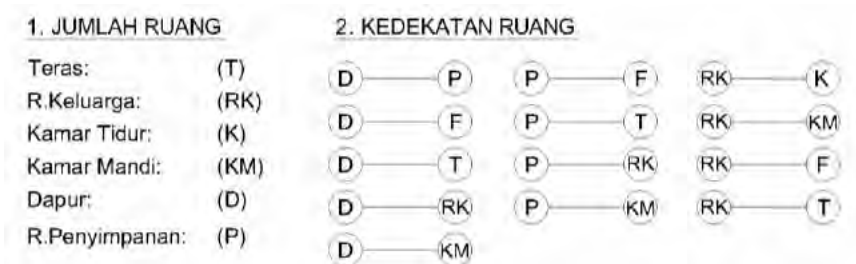 1. JUMLAH RUANG
Teras: (T)
R.Keluarga: (RK)
Kamar Tidur: (K)
Kamar Mandi: (KM)
Dapur: (D)
R.Penyimpanan: (P)
2. KEDEKATAN RUANG
D P
D F
D T
D RK
D KM
P F
P T
P RK
P KM
RK K
RK KM
RK F
RK T